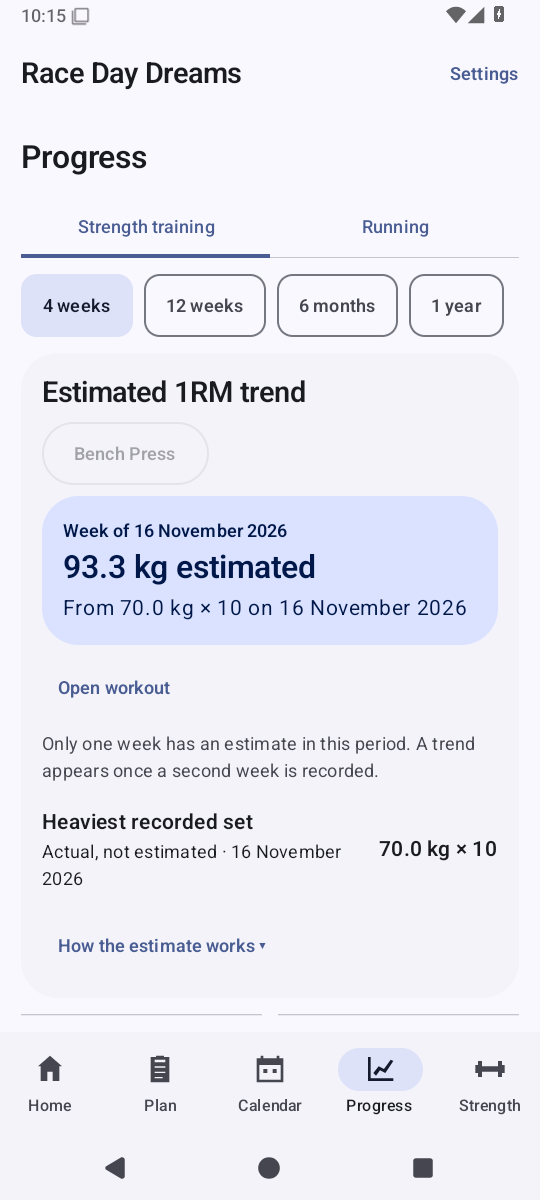 10:15
Race Day Dreams
Settings
Progress
Strength training
Running
4 weeks
12 weeks
6 months
1 year
Estimated 1RM trend
Bench Press
Week of 16 November 2026
93.3 kg estimated
From 70.0 kg × 10 on 16 November 2026
Open workout
Only one week has an estimate in this period. A trend
appears once a second week is recorded.
Heaviest recorded set
Actual, not estimated · 16 November
2026
70.0 kg × 10
How the estimate works ▾
Home
Plan
Calendar
Progress
Strength